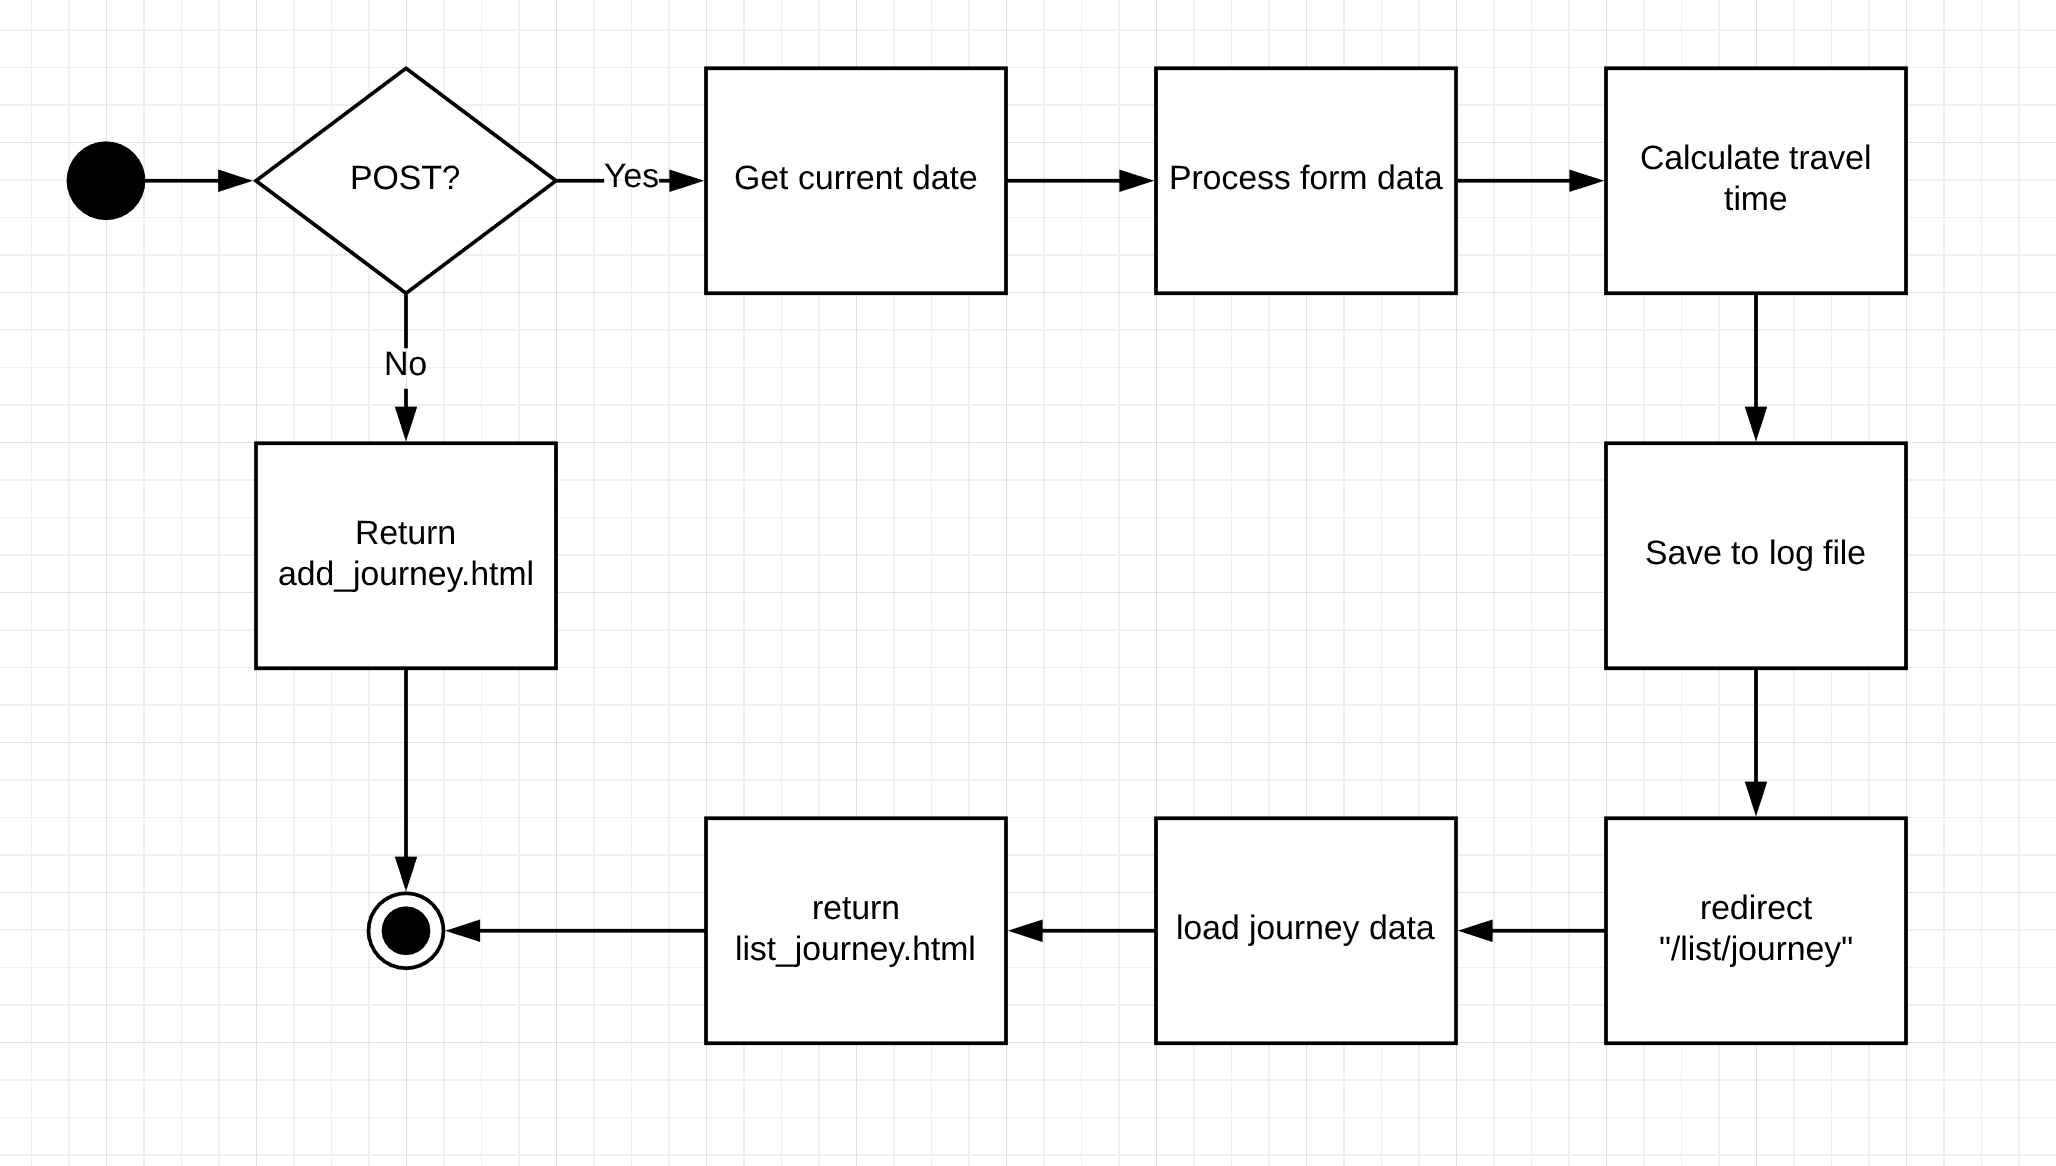 POST?
Yes
Get current date
Process form data
Calculate travel
time
No
Return
add_journey.html
Save to log file
return
list_journey.html
load journey data
redirect
"/list/journey"